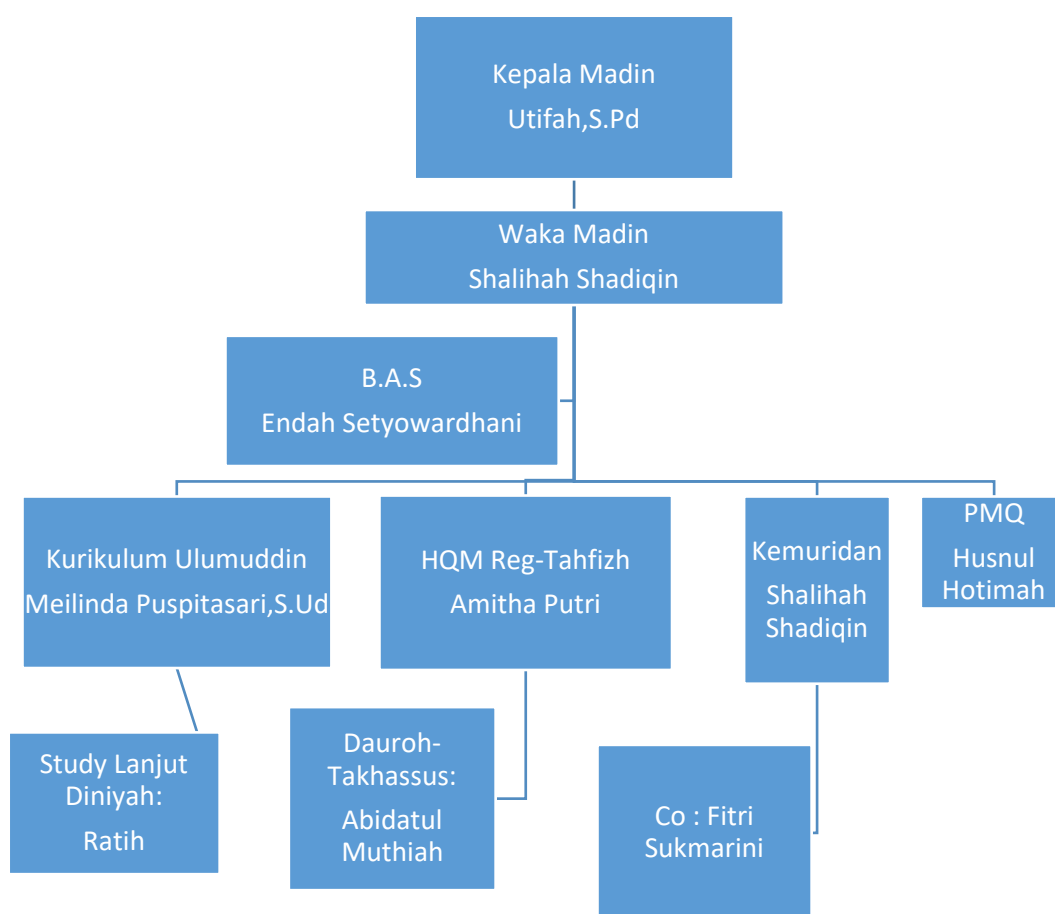 Kepala Madin
Utifah,S.Pd
Waka Madin
Shalihah Shadiqin
B.A.S
Endah Setyowardhani
Kurikulum Ulumuddin
Meilinda Puspitasari,S.Ud
HQM Reg-Tahfizh
Amitha Putri
Kemuridan
Shalihah
Shadiqin
PMQ
Husnul
Hotimah
Study Lanjut
Diniyah:
Ratih
Dauroh-
Takhassus:
Abidatul
Muthiah
Co : Fitri
Sukmarini